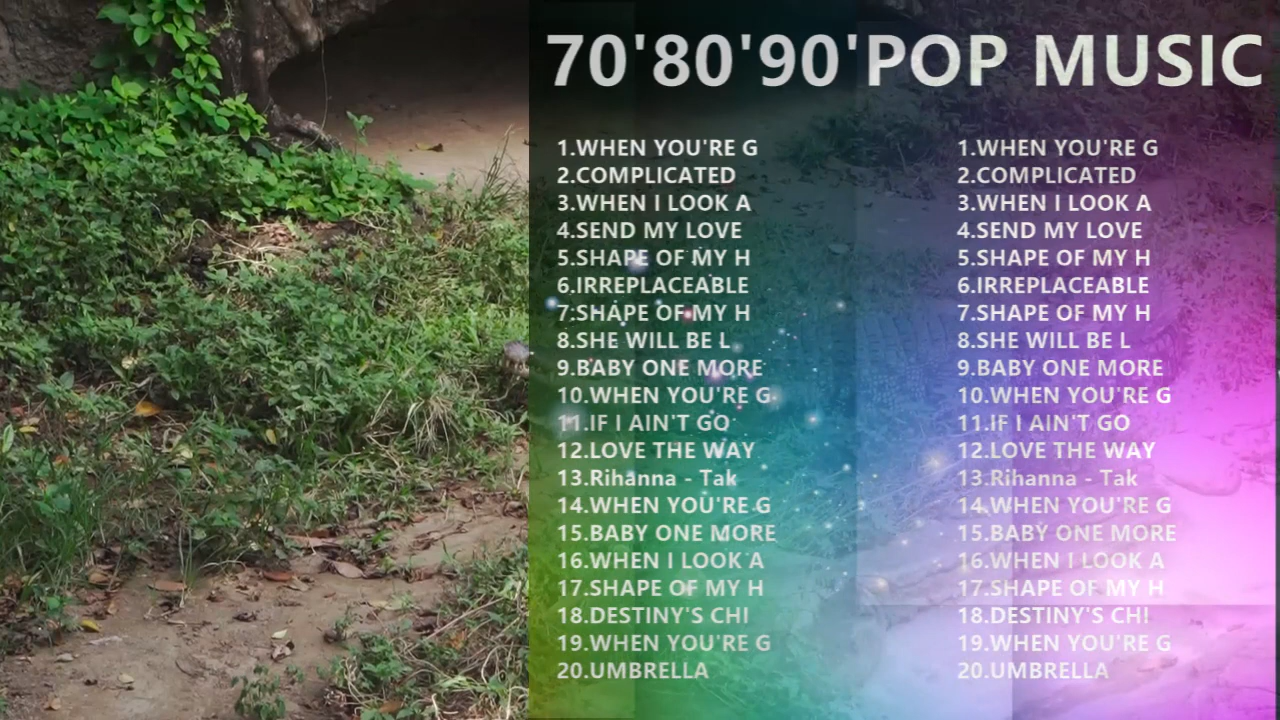 70'80'90'POP MUSIC
1.WHEN YOU'RE G
2.COMPLICATED
3.WHEN I LOOK A
4.SEND MY LOVE
5.SHAPE OF MY H
6.IRREPLACEABLE
7.SHAPE OF MY H
8.SHE WILL BE L
9.BABY ONE MORE
10.WHEN YOU'RE G
11.IF I AIN'T GO
12.LOVE THE WAY
13.Rihanna - Tak
14.WHEN YOU'RE G
15.BABY ONE MORE
16.WHEN I LOOK A
17.SHAPE OF MY H
18.DESTINY'S CHI
19.WHEN YOU'RE G
20.UMBRELLA
1.WHEN YOU'RE G
2.COMPLICATED
3.WHEN I LOOK A
4.SEND MY LOVE
5.SHAPE OF MY H
6.IRREPLACEABLE
7.SHAPE OF MY H
8.SHE WILL BE L
9.BABY ONE MORE
10.WHEN YOU'RE G
11.IF I AIN'T GO
12.LOVE THE WAY
13.Rihanna - Tak
14.WHEN YOU'RE G
15.BABY ONE MORE
16.WHEN I LOOK A
17.SHAPE OF MY H
18.DESTINY'S CHI
19.WHEN YOU'RE G
20.UMBRELLA